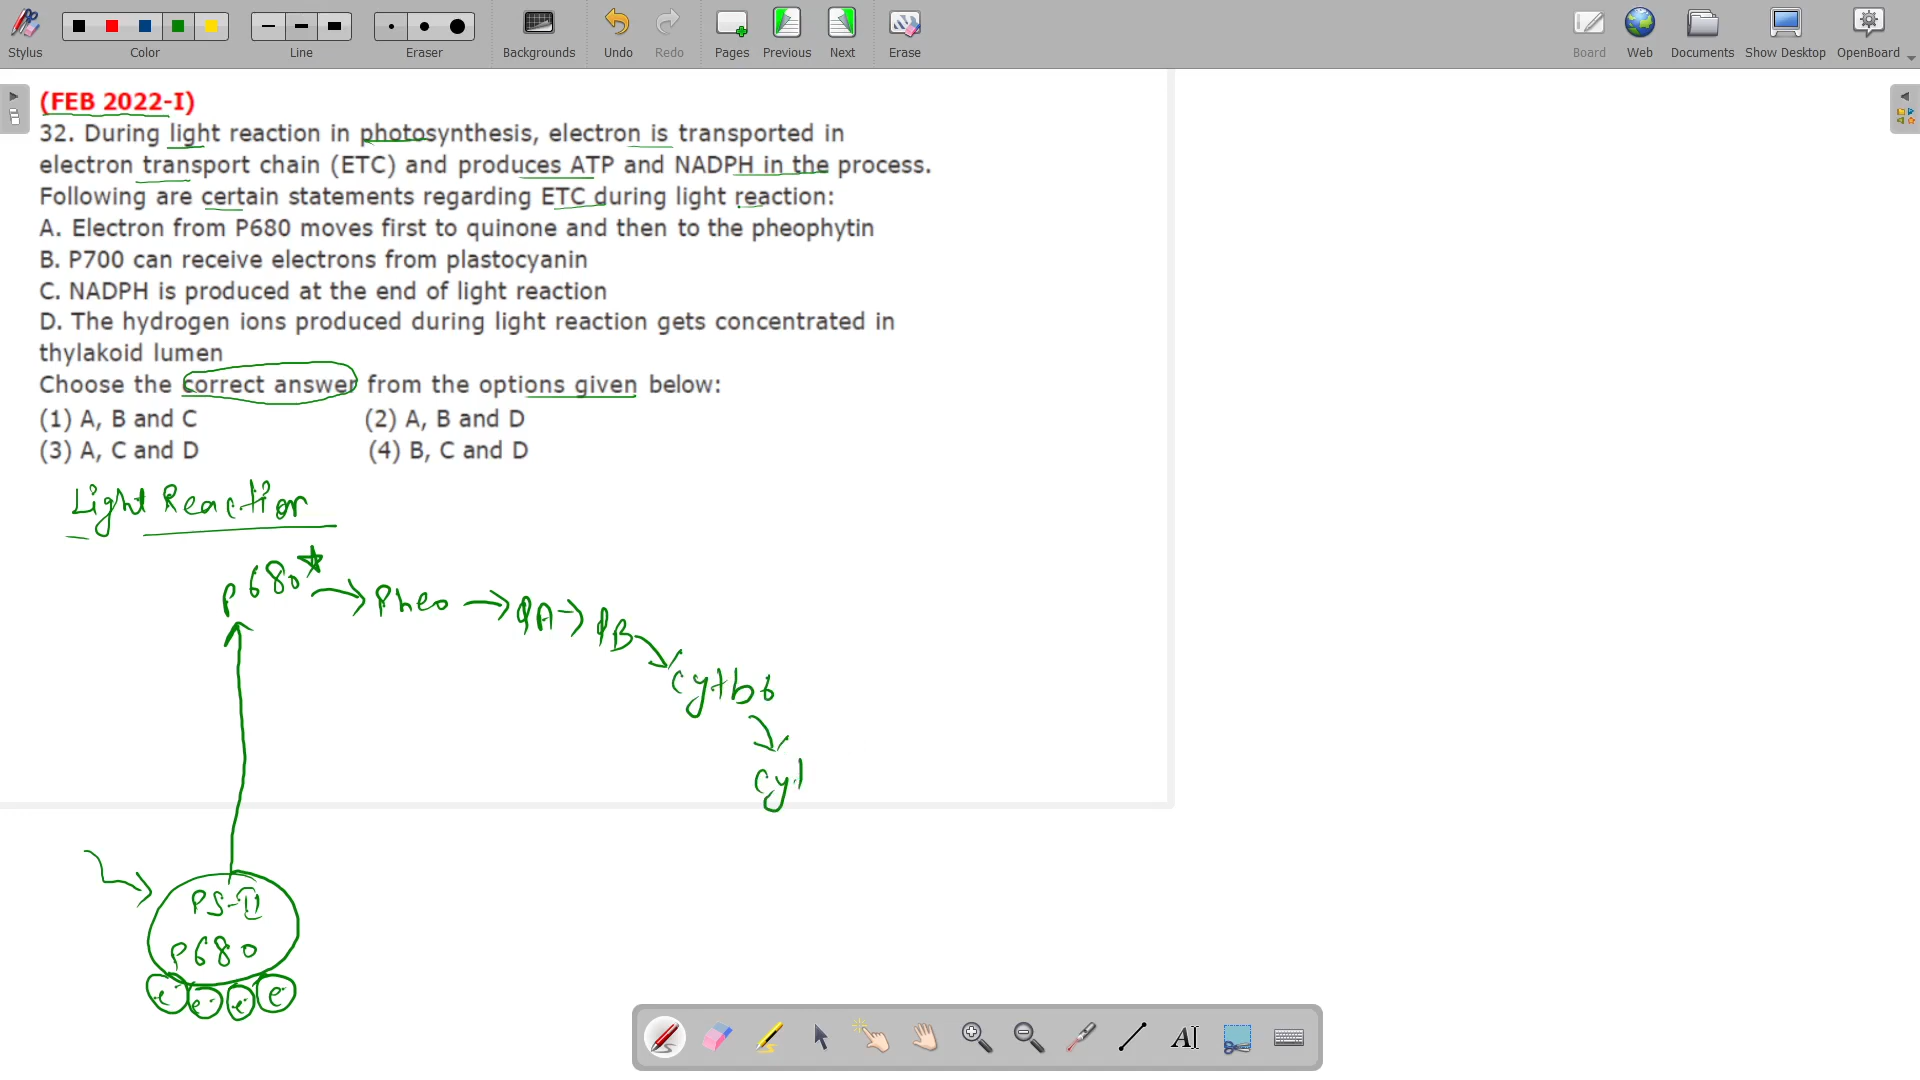 Stylus Color Line Eraser Backgrounds Undo Redo Pages Previous Next Erase Board Web Documents Show Desktop OpenBoard
(FEB 2022-I)
32. During light reaction in photosynthesis, electron is transported in
electron transport chain (ETC) and produces ATP and NADPH in the process.
Following are certain statements regarding ETC during light reaction:
A. Electron from P680 moves first to quinone and then to the pheophytin
B. P700 can receive electrons from plastocyanin
C. NADPH is produced at the end of light reaction
D. The hydrogen ions produced during light reaction gets concentrated in
thylakoid lumen
Choose the correct answer from the options given below:
(1) A, B and C (2) A, B and D
(3) A, C and D (4) B, C and D
Light Reaction
P680* Pheo QA QB
Cytb6
Cyt
PS-II
P680
e- e- e- e-